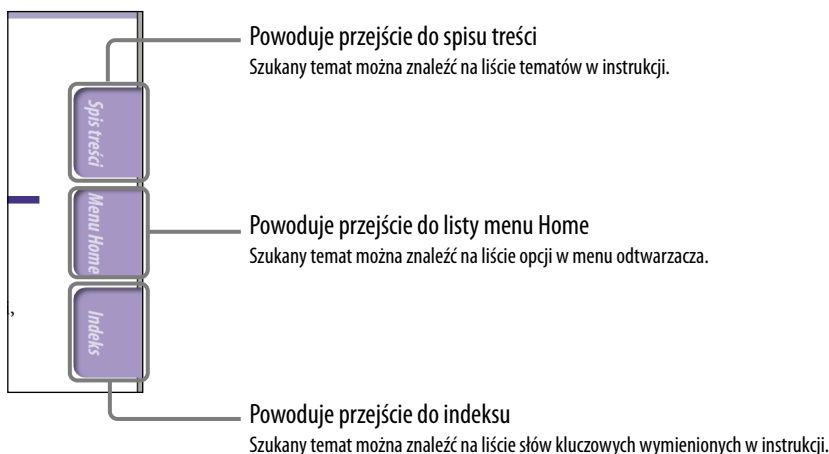 Powoduje przejście do spisu treści
Szukany temat można znaleźć na liście tematów w instrukcji.
Spis treści
Menu Home
Powoduje przejście do listy menu Home
Szukany temat można znaleźć na liście opcji w menu odtwarzacza.
,
Indeks
Powoduje przejście do indeksu
Szukany temat można znaleźć na liście słów kluczowych wymienionych w instrukcji.